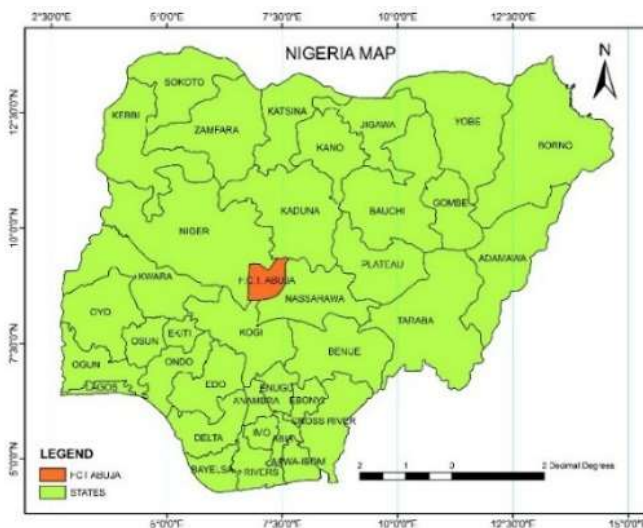 2°30'0"E 5°0'0"E 7°30'0"E 10°0'0"E 12°30'0"E
NIGERIA MAP
N
SOKOTO
KEBBI
ZAMFARA
KATSINA
KANO
JIGAWA
YOBE
BORNO
12°30'0"N
KADUNA
BAUCHI
GOMBE
NIGER
10°0'0"N
PLATEAU
ADAMAWA
F.C.T. ABUJA
KWARA
NASSARAWA
OYO
TARABA
KOGI
OSUN
EKITI
BENUE
7°30'0"N
OGUN
ONDO
LAGOS
EDO
ENUGU
ANAMBRA
EBONYI
CROSS RIVER
DELTA
IMO
BAYELSA
RIVERS
5°0'0"N
LEGEND
FCT ABUJA
STATES
2 1 0 2 Decimal Degrees
5°0'0"E 7°30'0"E 10°0'0"E 12°30'0"E 15°0'0"E